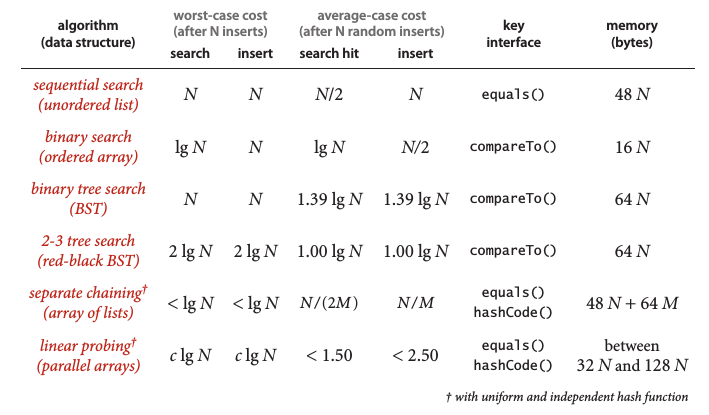 algorithm
(data structure)
worst-case cost
(after N inserts)
average-case cost
(after N random inserts)
key
interface
memory
(bytes)
search insert search hit insert
sequential search
(unordered list)
N N N/2 N equals() 48 N
binary search
(ordered array)
lg N N lg N N/2 compareTo() 16 N
binary tree search
(BST)
N N 1.39 lg N 1.39 lg N compareTo() 64 N
2-3 tree search
(red-black BST)
2 lg N 2 lg N 1.00 lg N 1.00 lg N compareTo() 64 N
separate chaining†
(array of lists)
< lg N < lg N N/(2M) N/M equals()
hashCode()
48 N + 64 M
linear probing†
(parallel arrays)
c lg N c lg N < 1.50 < 2.50 equals()
hashCode()
between
32 N and 128 N
† with uniform and independent hash function